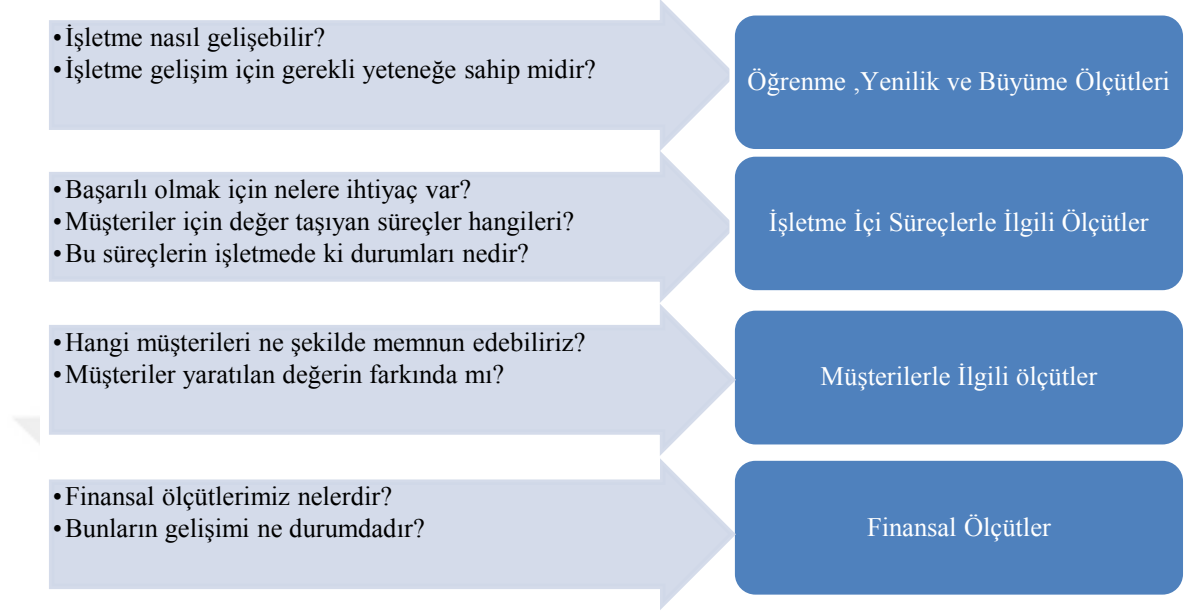 •İşletme nasıl gelişebilir?
•İşletme gelişim için gerekli yeteneğe sahip midir?
Öğrenme ,Yenilik ve Büyüme Ölçütleri
•Başarılı olmak için nelere ihtiyaç var?
•Müşteriler için değer taşıyan süreçler hangileri?
•Bu süreçlerin işletmede ki durumları nedir?
İşletme İçi Süreçlerle İlgili Ölçütler
•Hangi müşterileri ne şekilde memnun edebiliriz?
•Müşteriler yaratılan değerin farkında mı?
Müşterilerle İlgili ölçütler
•Finansal ölçütlerimiz nelerdir?
•Bunların gelişimi ne durumdadır?
Finansal Ölçütler